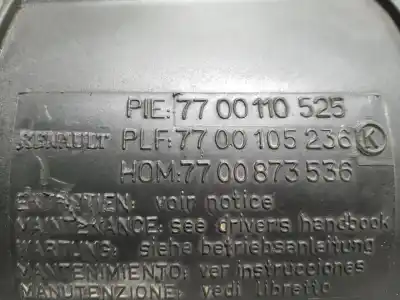 PIE: 77 00 110 525
RENAULT PLF: 77 00 105 236 K
HOM: 77 00 873 536
ENTRETIEN: voir notice
MAINTENANCE: see driver's handbook
WARTUNG: siehe betriebsanleitung
MANTENIMIENTO: ver instrucciones
MANUTENZIONE: vedi libretto